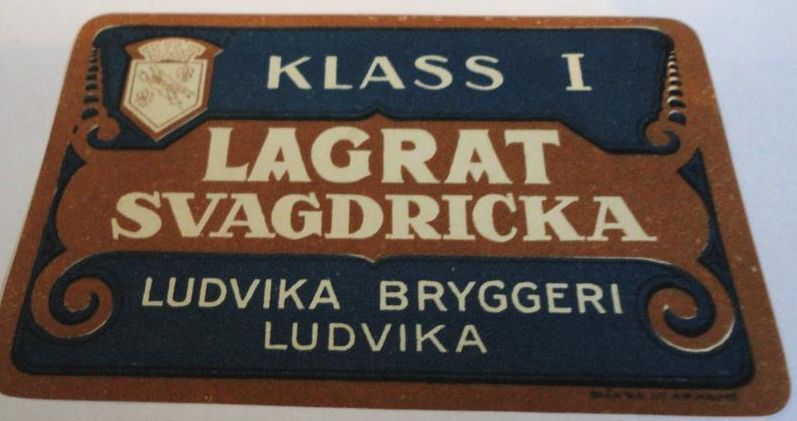 KLASS I
LAGRAT
SVAGDRICKA
LUDVIKA BRYGGERI
LUDVIKA